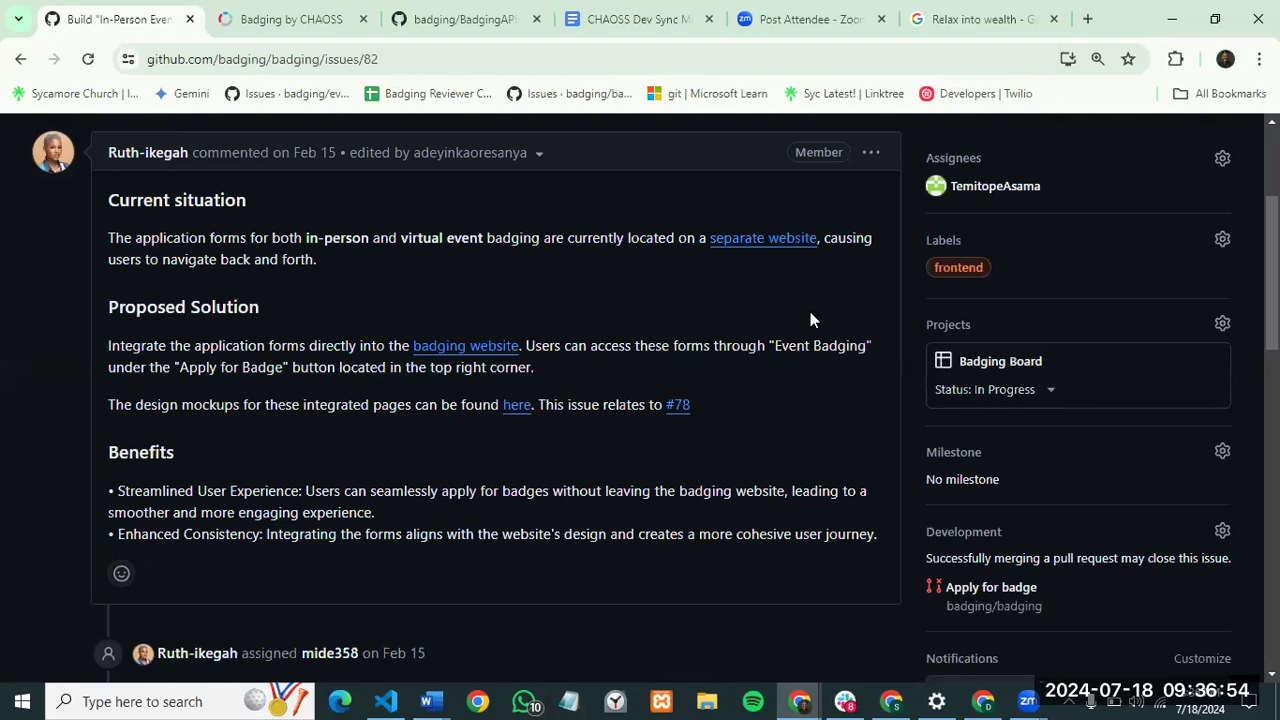 Build "In-Person Even
Badging by CHAOSS
badging/BadgingAPI
CHAOSS Dev Sync M
Post Attendee - Zoo
Relax into wealth - G
github.com/badging/badging/issues/82
Sycamore Church | I...
Gemini
Issues · badging/ev...
Badging Reviewer C...
Issues · badging/ba...
git | Microsoft Learn
Syc Latest! | Linktree
Developers | Twilio
All Bookmarks
Ruth-ikegah commented on Feb 15 • edited by adeyinkaoresanya
Member
Current situation
The application forms for both in-person and virtual event badging are currently located on a separate website, causing
users to navigate back and forth.
Proposed Solution
Integrate the application forms directly into the badging website. Users can access these forms through "Event Badging"
under the "Apply for Badge" button located in the top right corner.
The design mockups for these integrated pages can be found here. This issue relates to #78
Benefits
• Streamlined User Experience: Users can seamlessly apply for badges without leaving the badging website, leading to a
smoother and more engaging experience.
• Enhanced Consistency: Integrating the forms aligns with the website's design and creates a more cohesive user journey.
Ruth-ikegah assigned mide358 on Feb 15
Assignees
TemitopeAsama
Labels
frontend
Projects
Badging Board
Status: In Progress
Milestone
No milestone
Development
Successfully merging a pull request may close this issue.
Apply for badge
badging/badging
Notifications
Customize
Type here to search
10
8
2024-07-18 09:36:54
7/18/2024